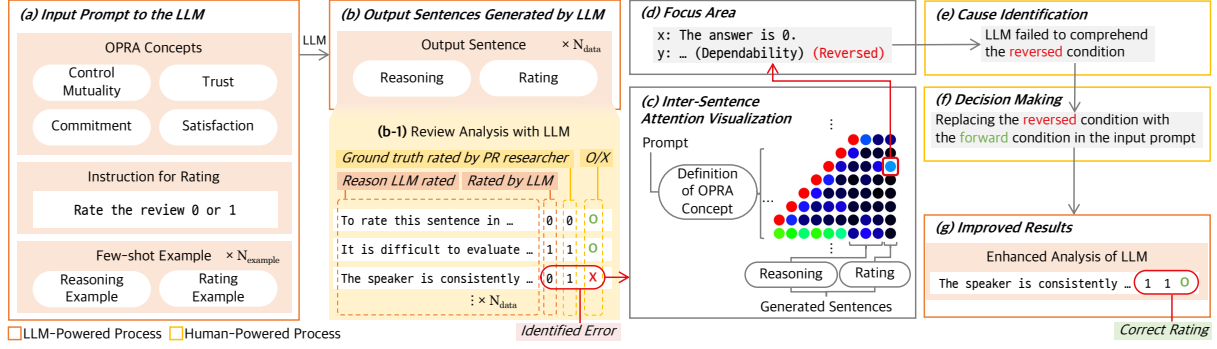 (a) Input Prompt to the LLM
OPRA Concepts
Control
Mutuality
Trust
Commitment
Satisfaction
Instruction for Rating
Rate the review 0 or 1
Few-shot Example × N_example
Reasoning
Example
Rating
Example
LLM-Powered Process
Human-Powered Process
LLM
(b) Output Sentences Generated by LLM
Output Sentence × N_data
Reasoning
Rating
(b-1) Review Analysis with LLM
Ground truth rated by PR researcher
O/X
Reason LLM rated
Rated by LLM
To rate this sentence in … 0 0 O
It is difficult to evaluate … 1 1 O
The speaker is consistently … 0 1 X
⋮ × N_data
Identified Error
(d) Focus Area
x: The answer is 0.
y: … (Dependability) (Reversed)
(c) Inter-Sentence
Attention Visualization
Prompt
Definition
of OPRA
Concept
…
⋮
⋮
Reasoning
Rating
Generated Sentences
(e) Cause Identification
LLM failed to comprehend
the reversed condition
(f) Decision Making
Replacing the reversed condition with
the forward condition in the input prompt
(g) Improved Results
Enhanced Analysis of LLM
The speaker is consistently … 1 1 O
Correct Rating